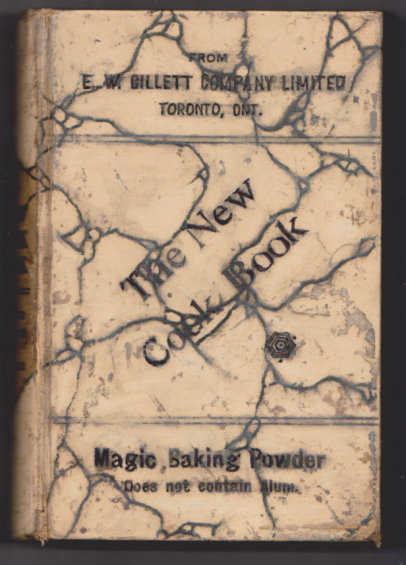 FROM
E. W. GILLETT COMPANY LIMITED
TORONTO, ONT.
The New
Cook Book
Magic Baking Powder
Does not contain Alum.